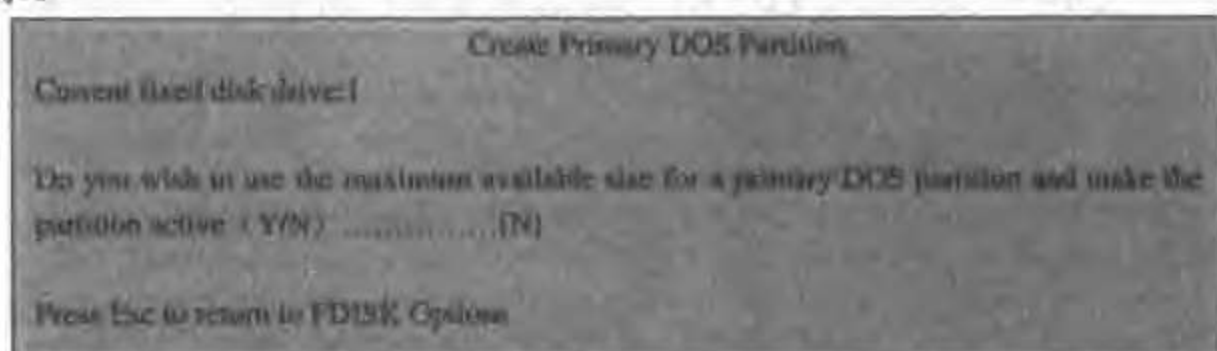 Create Primary DOS Partition
Current fixed disk drive:1
Do you wish to use the maximum available size for a primary DOS partition and make the
partition active （Y/N） ...............[N]
Press Esc to return to FDISK Options